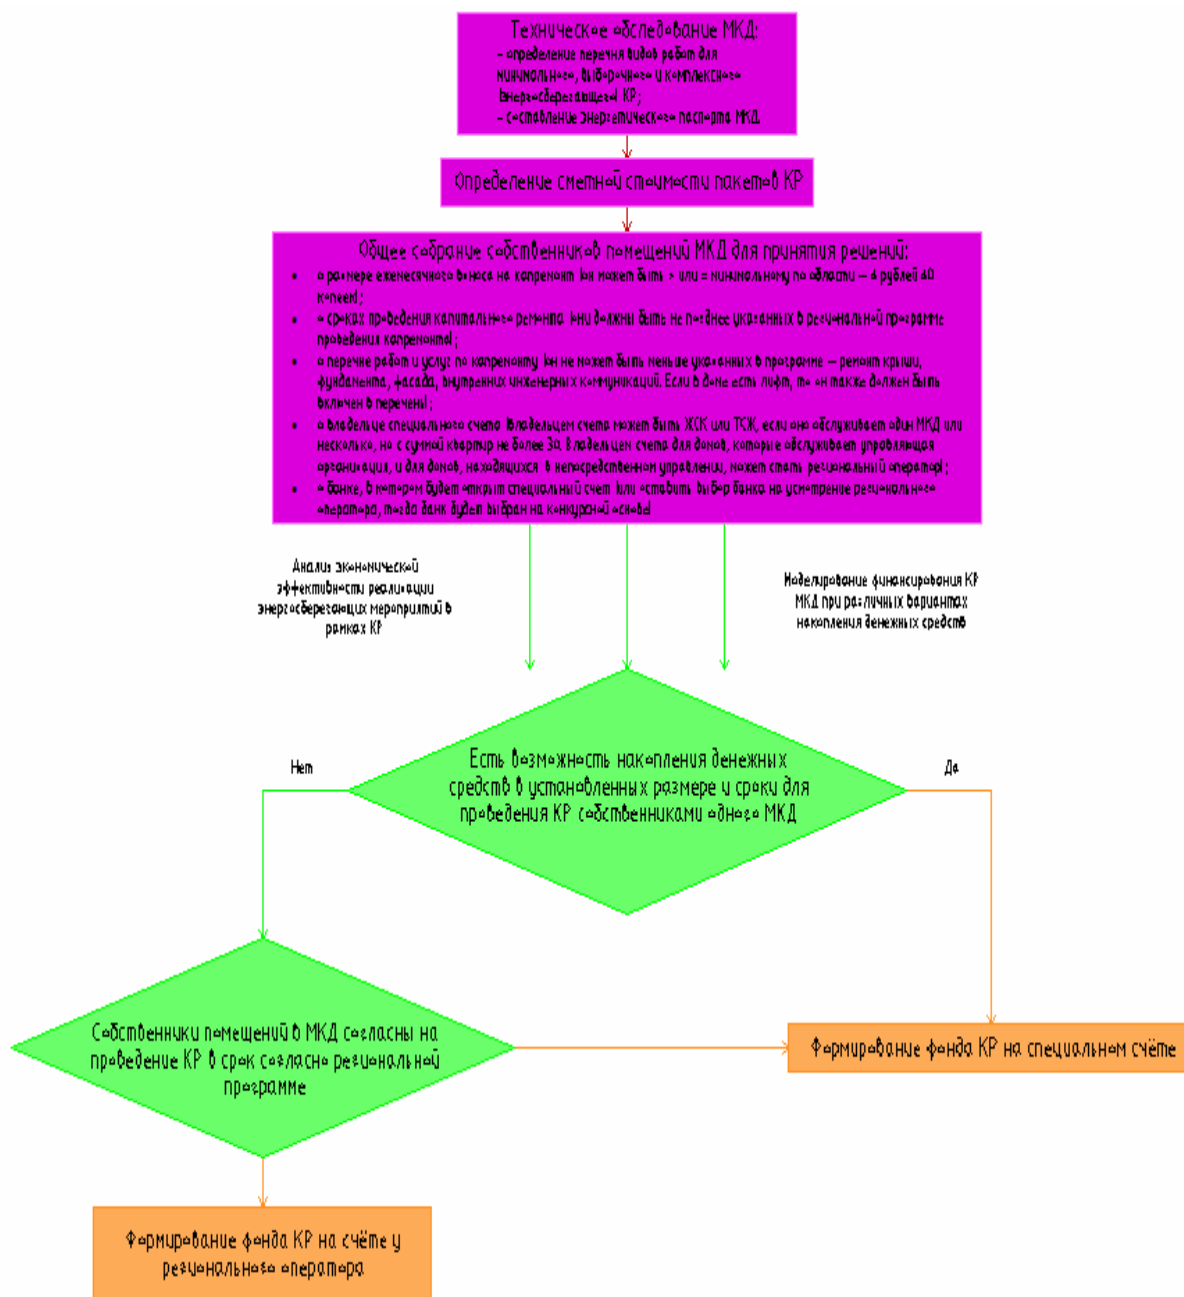 Техническое обследование МКД:
– определение перечня видов работ для
минимального, выборочного и комплексного
(энергосберегающего) КР;
– составление энергетического паспорта МКД
Определение сметной стоимости пакетов КР
Общее собрание собственников помещений МКД для принятия решений:
• о размере ежемесячного взноса на капремонт (он может быть > или = минимальному по области – 6 рублей 60
копеек);
• о сроках проведения капитального ремонта (они должны быть не позднее указанных в региональной программе
проведения капремонта);
• о перечне работ и услуг по капремонту (он не может быть меньше указанных в программе – ремонт крыши,
фундамента, фасада, внутренних инженерных коммуникаций. Если в доме есть лифт, то он также должен быть
включен в перечень);
• о владельце специального счета (владельцем счета может быть ЖСК или ТСЖ, если оно обслуживает один МКД или
несколько, но с суммой квартир не более 30. Владельцем счета для домов, которые обслуживает управляющая
организация, и для домов, находящихся в непосредственном управлении, может стать региональный оператор);
• о банке, в котором будет открыт специальный счет (или оставить выбор банка на усмотрение регионального
оператора, тогда банк будет выбран на конкурсной основе)
Анализ экономической
эффективности реализации
энергосберегающих мероприятий в
рамках КР
Моделирование финансирования КР
МКД при различных вариантах
накопления денежных средств
Есть возможность накопления денежных
средств в установленных размере и сроки для
проведения КР собственниками одного МКД
Нет
Да
Собственники помещений в МКД согласны на
проведение КР в срок согласно региональной
программе
Формирование фонда КР на специальном счёте
Формирование фонда КР на счёте у
регионального оператора